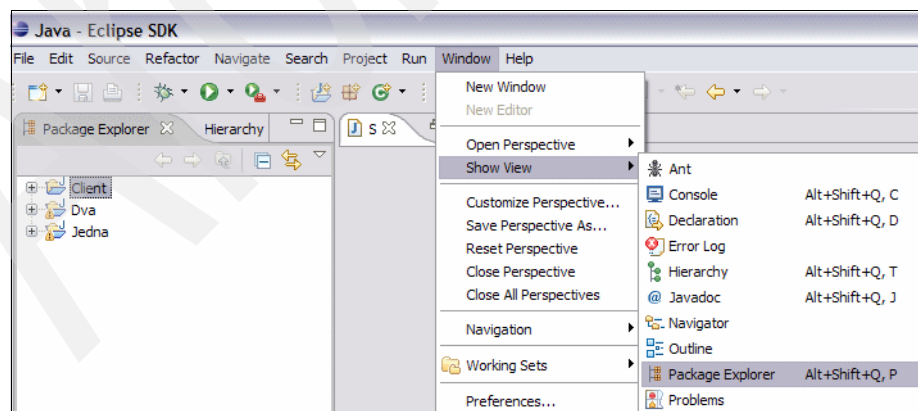 Java - Eclipse SDK
File Edit Source Refactor Navigate Search Project Run Window Help
New Window
New Editor
Open Perspective
Show View
Customize Perspective...
Save Perspective As...
Reset Perspective
Close Perspective
Close All Perspectives
Navigation
Working Sets
Preferences...
Package Explorer Hierarchy
J S
Client
Dva
Jedna
Ant
Console Alt+Shift+Q, C
Declaration Alt+Shift+Q, D
Error Log
Hierarchy Alt+Shift+Q, T
@ Javadoc Alt+Shift+Q, J
Navigator
Outline
Package Explorer Alt+Shift+Q, P
Problems